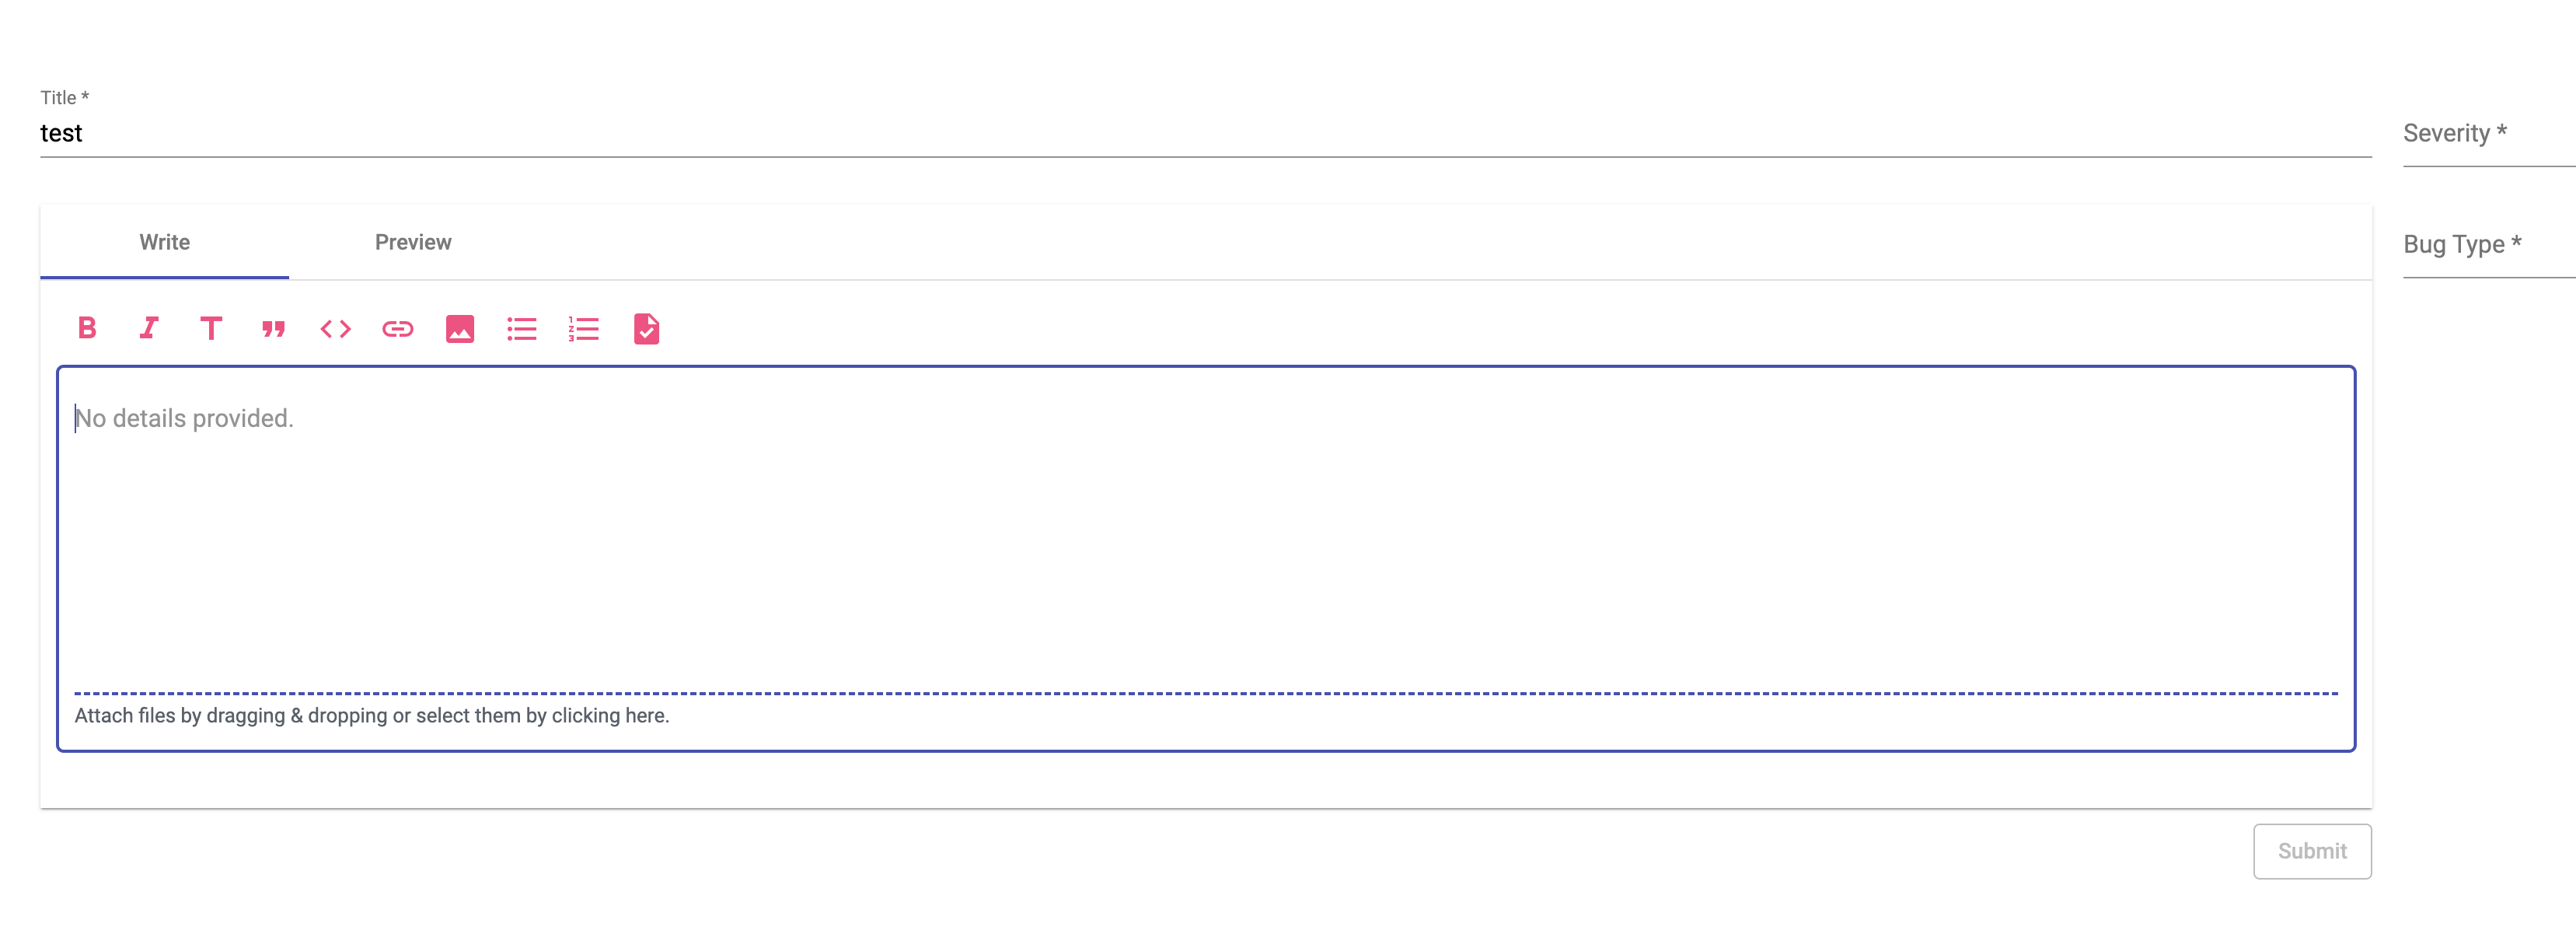 Title *
test
Severity *
Write Preview
Bug Type *
No details provided.
Attach files by dragging & dropping or select them by clicking here.
Submit